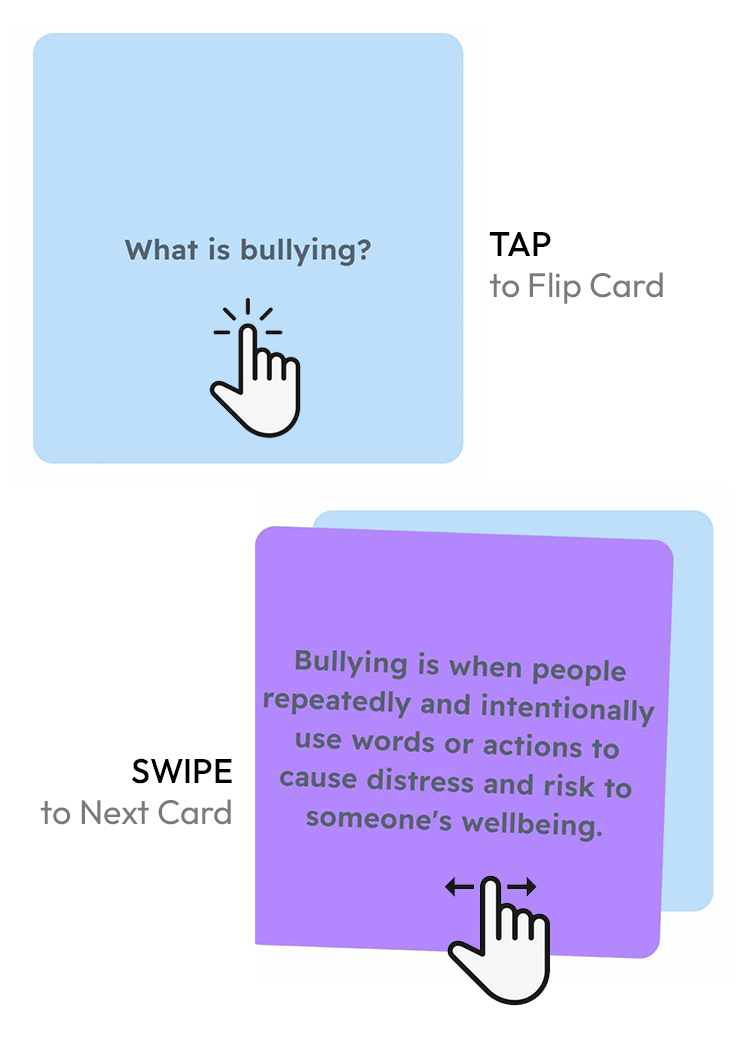 What is bullying?
TAP
to Flip Card
Bullying is when people
repeatedly and intentionally
use words or actions to
cause distress and risk to
someone's wellbeing.
SWIPE
to Next Card